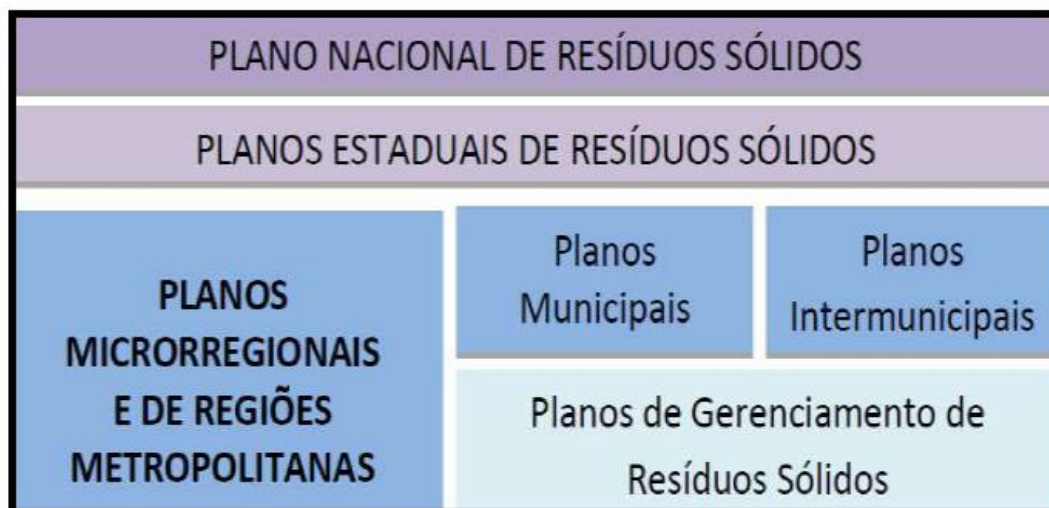 PLANO NACIONAL DE RESÍDUOS SÓLIDOS
PLANOS ESTADUAIS DE RESÍDUOS SÓLIDOS
PLANOS
MICRORREGIONAIS
E DE REGIÕES
METROPOLITANAS
Planos
Municipais
Planos
Intermunicipais
Planos de Gerenciamento de
Resíduos Sólidos